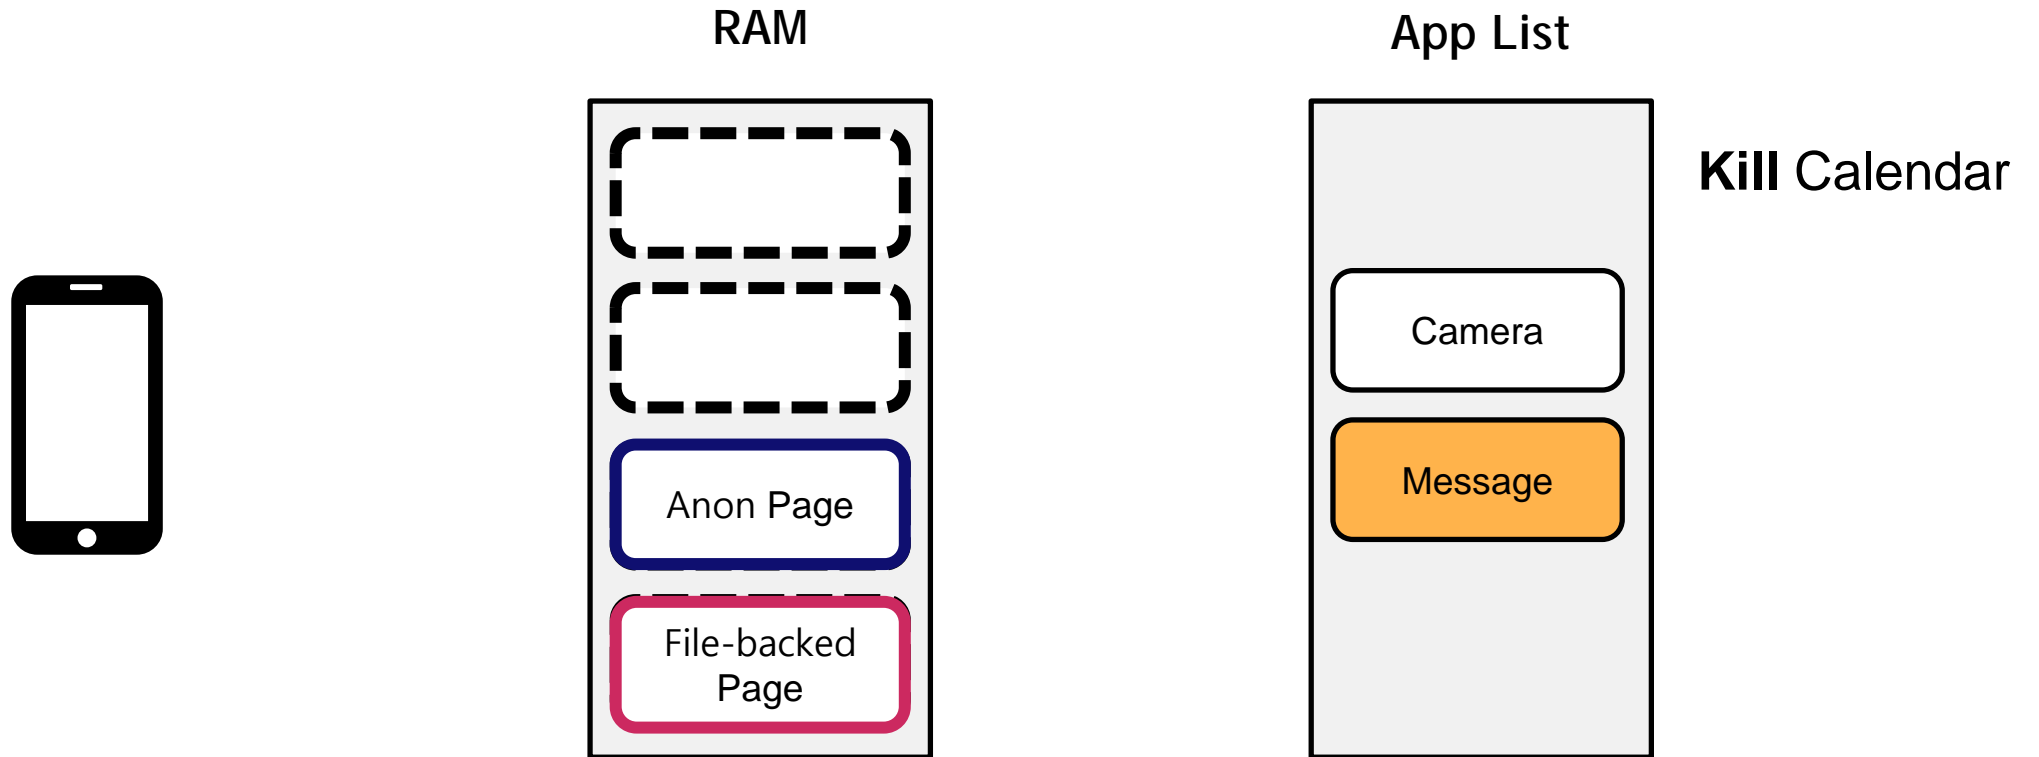 RAM
App List
Kill Calendar
Camera
Message
Anon Page
File-backed
Page